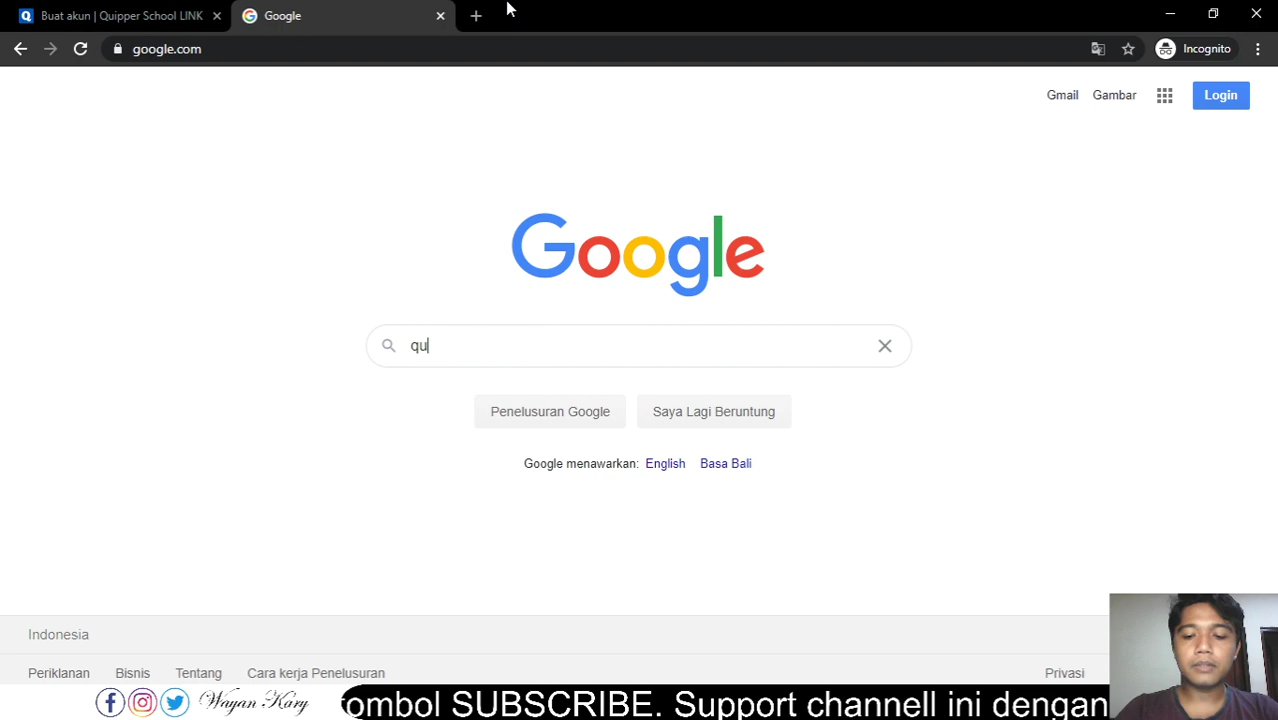 Q Buat akun | Quipper School LINK
Google
google.com
Incognito
Gmail Gambar Login
Google
qu
Penelusuran Google Saya Lagi Beruntung
Google menawarkan: English Basa Bali
Indonesia
Periklanan Bisnis Tentang Cara kerja Penelusuran Privasi
Wayan Kary
ombol SUBSCRIBE. Support channell ini dengan